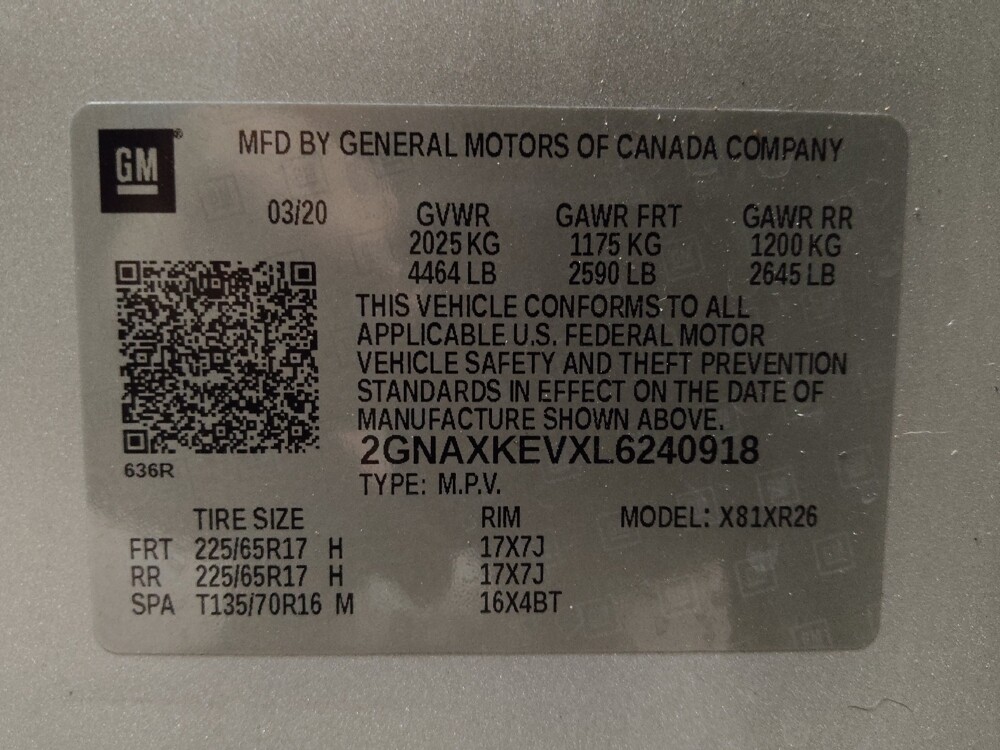 GM®
MFD BY GENERAL MOTORS OF CANADA COMPANY
03/20 GVWR GAWR FRT GAWR RR
2025 KG 1175 KG 1200 KG
4464 LB 2590 LB 2645 LB
THIS VEHICLE CONFORMS TO ALL
APPLICABLE U.S. FEDERAL MOTOR
VEHICLE SAFETY AND THEFT PREVENTION
STANDARDS IN EFFECT ON THE DATE OF
MANUFACTURE SHOWN ABOVE.
2GNAXKEVXL6240918
636R
TYPE: M.P.V.
TIRE SIZE RIM MODEL: X81XR26
FRT 225/65R17 H 17X7J
RR 225/65R17 H 17X7J
SPA T135/70R16 M 16X4BT